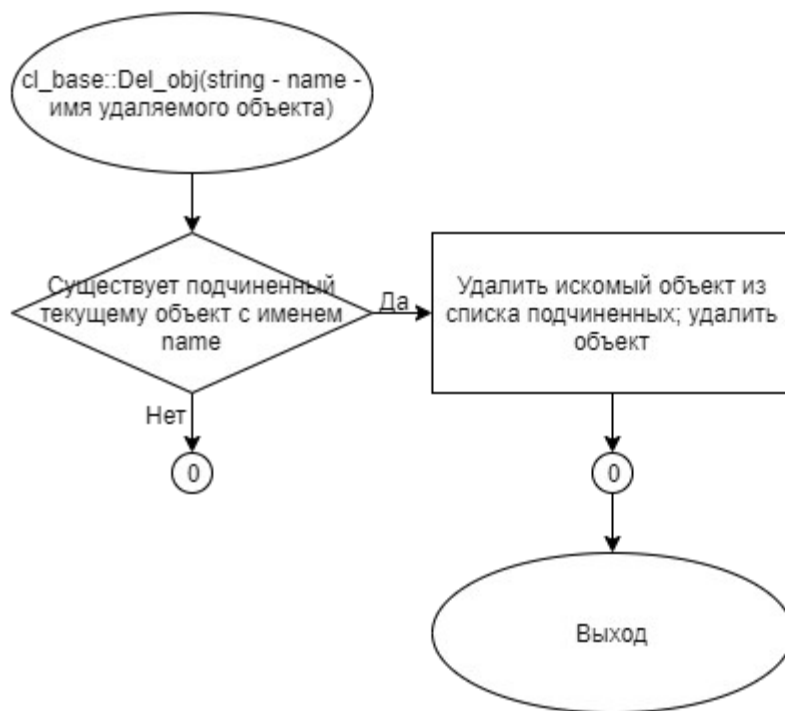 cl_base::Del_obj(string - name -
имя удаляемого объекта)
Существует подчиненный
текущему объект с именем
name
Да
Удалить искомый объект из
списка подчиненных; удалить
объект
Нет
0
0
Выход